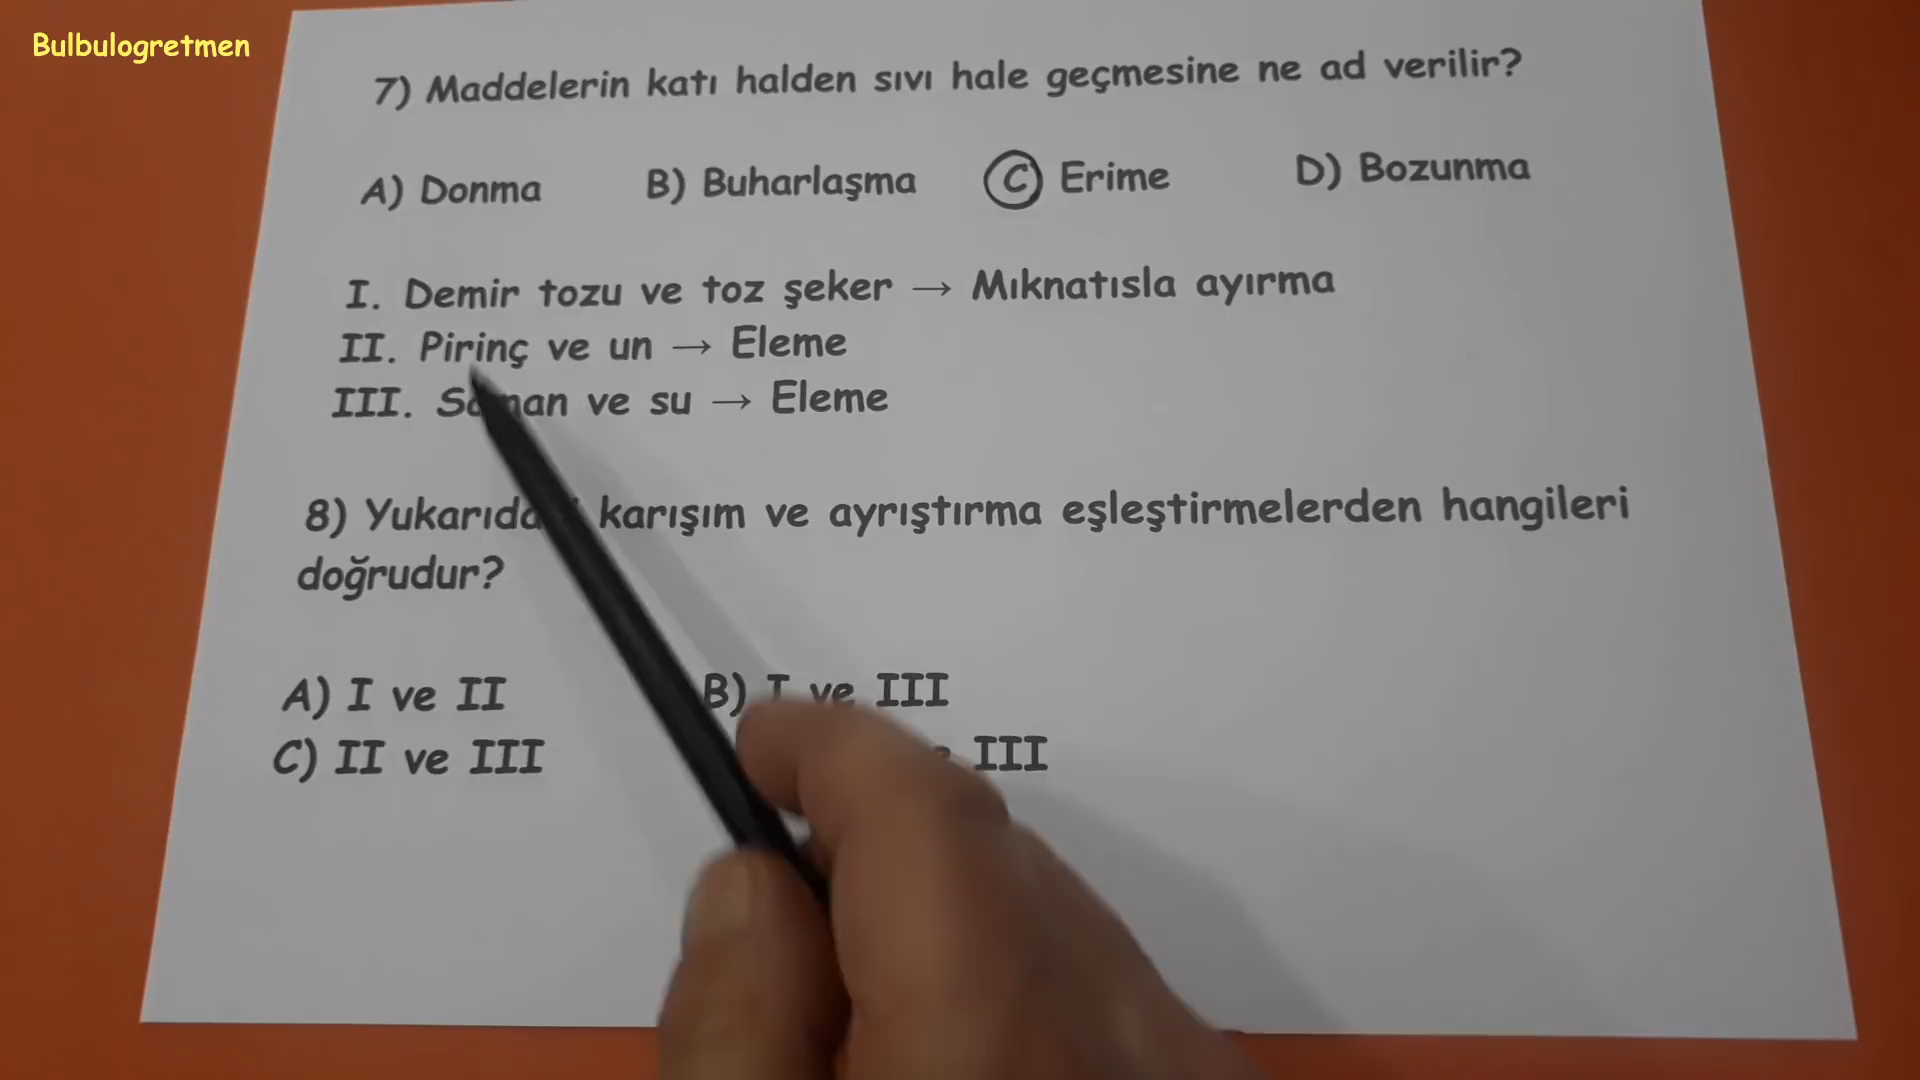 Bulbulogretmen
7) Maddelerin katı halden sıvı hale geçmesine ne ad verilir?
A) Donma B) Buharlaşma C Erime D) Bozunma
I. Demir tozu ve toz şeker → Mıknatısla ayırma
II. Pirinç ve un → Eleme
III. ve su → Eleme
8) karışım ve ayrıştırma eşleştirmelerden hangileri
doğrudur?
A) I ve II B) I ve III
C) II ve III III